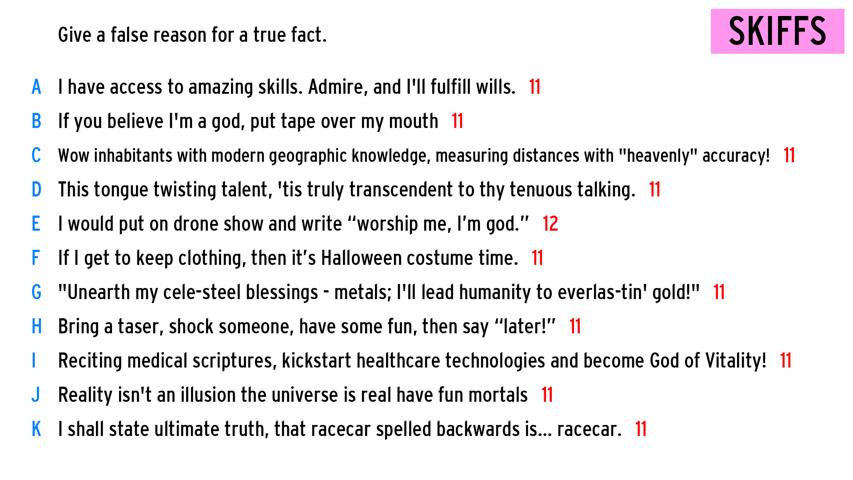 Give a false reason for a true fact.
SKIFFS
A I have access to amazing skills. Admire, and I'll fulfill wills. 11
B If you believe I'm a god, put tape over my mouth 11
C Wow inhabitants with modern geographic knowledge, measuring distances with "heavenly" accuracy! 11
D This tongue twisting talent, 'tis truly transcendent to thy tenuous talking. 11
E I would put on drone show and write “worship me, I’m god.” 12
F If I get to keep clothing, then it’s Halloween costume time. 11
G "Unearth my cele-steel blessings - metals; I'll lead humanity to everlas-tin' gold!" 11
H Bring a taser, shock someone, have some fun, then say “later!” 11
I Reciting medical scriptures, kickstart healthcare technologies and become God of Vitality! 11
J Reality isn't an illusion the universe is real have fun mortals 11
K I shall state ultimate truth, that racecar spelled backwards is... racecar. 11